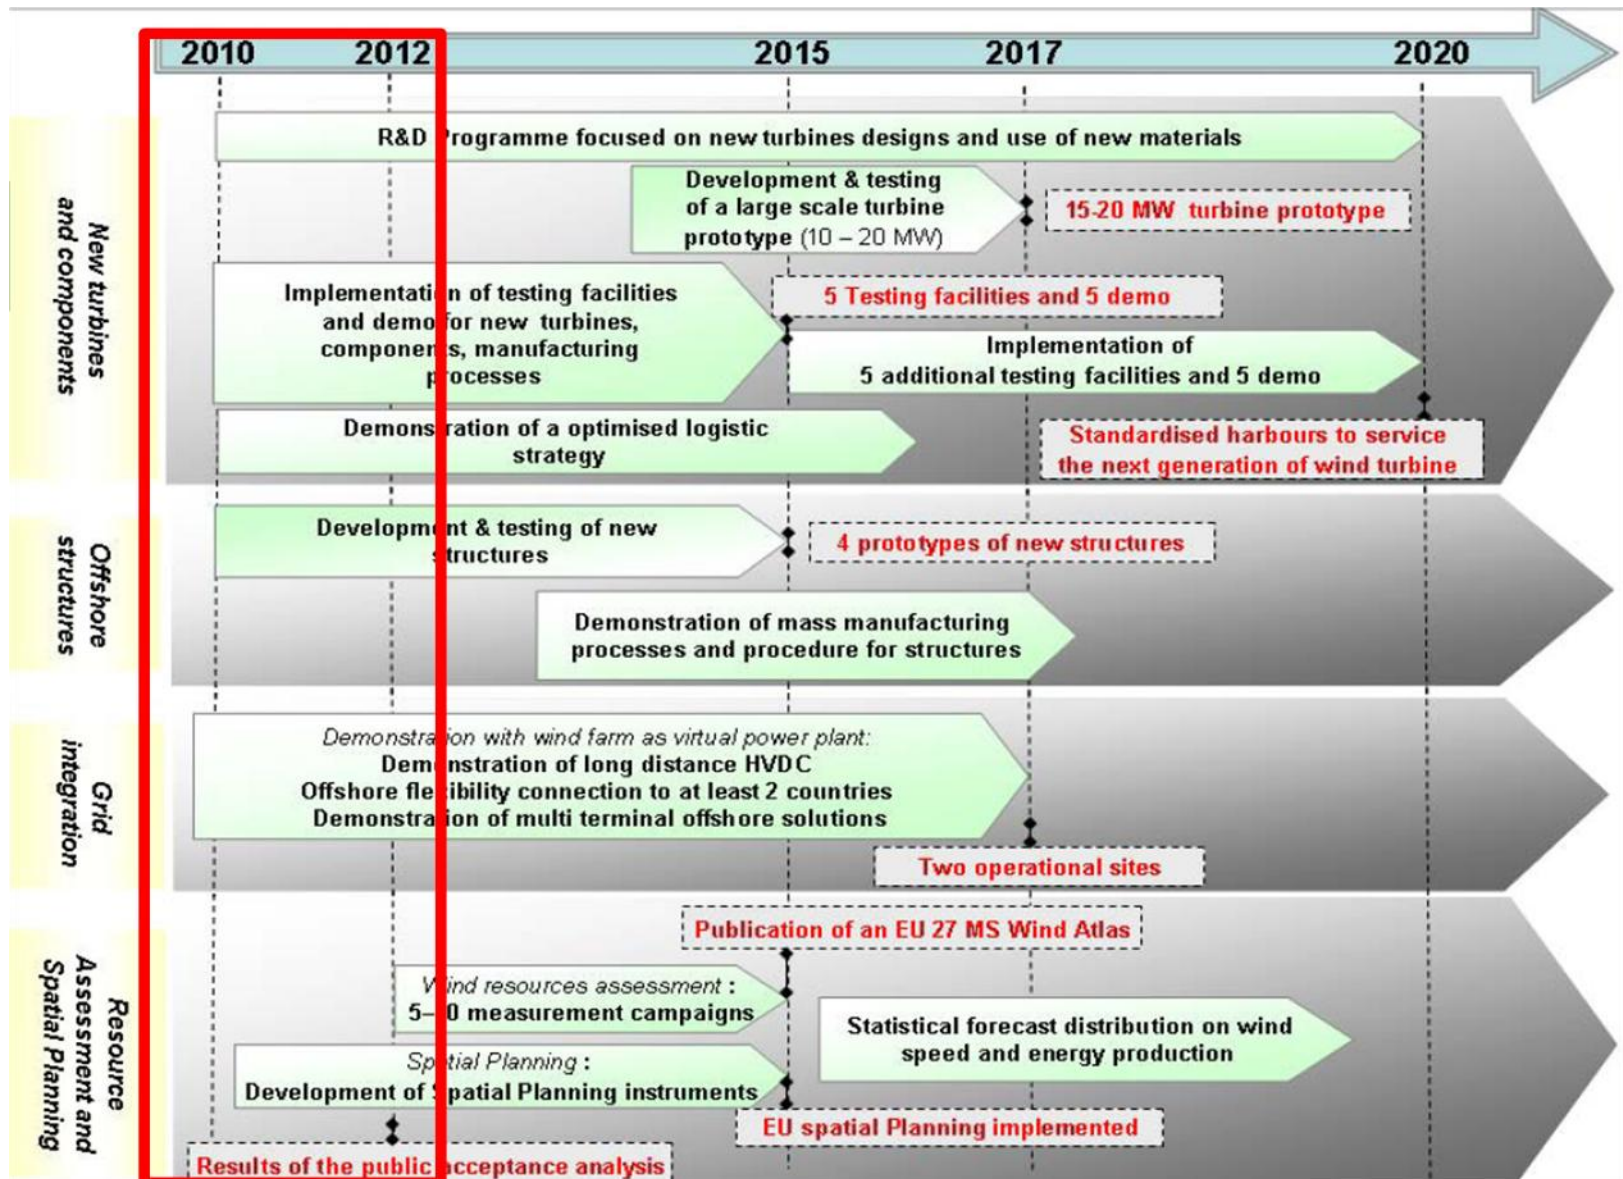 2010 2012 2015 2017 2020
New turbines
and components
R&D Programme focused on new turbines designs and use of new materials
Development & testing
of a large scale turbine
prototype (10 – 20 MW)
15-20 MW turbine prototype
Implementation of testing facilities
and demo for new turbines,
components, manufacturing
processes
5 Testing facilities and 5 demo
Implementation of
5 additional testing facilities and 5 demo
Demonstration of a optimised logistic
strategy
Standardised harbours to service
the next generation of wind turbine
Offshore
structures
Development & testing of new
structures
4 prototypes of new structures
Demonstration of mass manufacturing
processes and procedure for structures
Grid
integration
Demonstration with wind farm as virtual power plant:
Demonstration of long distance HVDC
Offshore flexibility connection to at least 2 countries
Demonstration of multi terminal offshore solutions
Two operational sites
Resource
Assessment and
Spatial Planning
Publication of an EU 27 MS Wind Atlas
Wind resources assessment :
5–10 measurement campaigns
Statistical forecast distribution on wind
speed and energy production
Spatial Planning :
Development of Spatial Planning instruments
EU spatial Planning implemented
Results of the public acceptance analysis